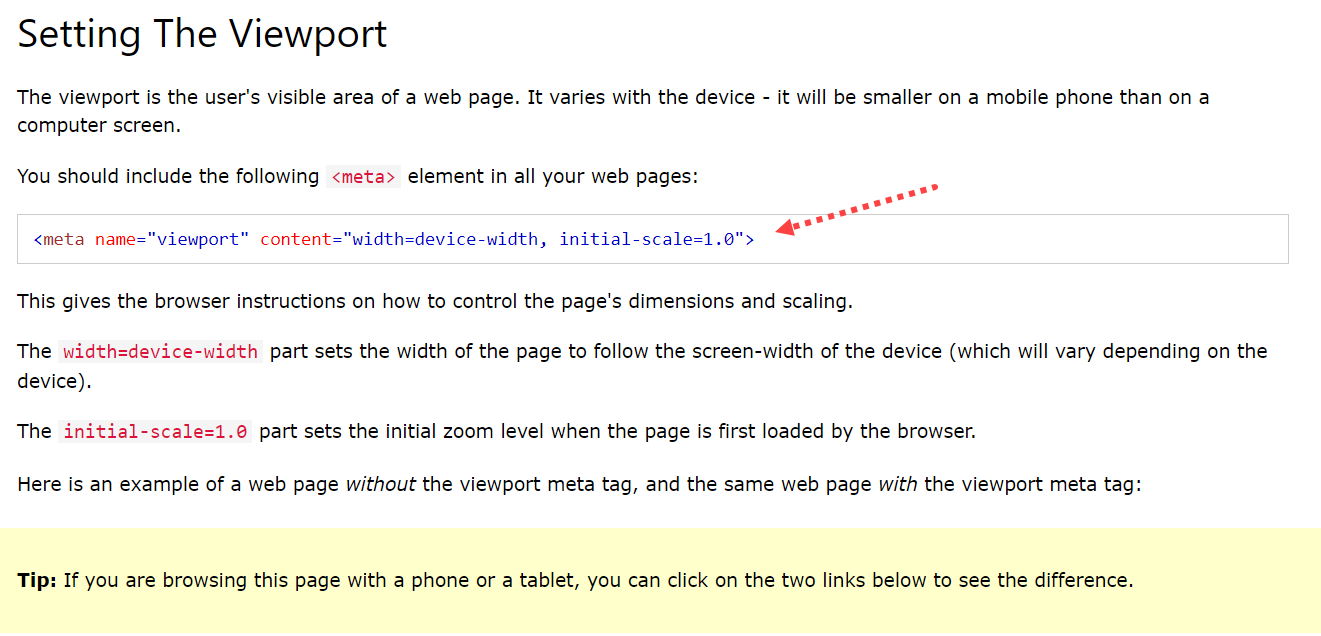 Setting The Viewport
The viewport is the user's visible area of a web page. It varies with the device - it will be smaller on a mobile phone than on a
computer screen.
You should include the following <meta> element in all your web pages:
<meta name="viewport" content="width=device-width, initial-scale=1.0">
This gives the browser instructions on how to control the page's dimensions and scaling.
The width=device-width part sets the width of the page to follow the screen-width of the device (which will vary depending on the
device).
The initial-scale=1.0 part sets the initial zoom level when the page is first loaded by the browser.
Here is an example of a web page without the viewport meta tag, and the same web page with the viewport meta tag:
Tip: If you are browsing this page with a phone or a tablet, you can click on the two links below to see the difference.